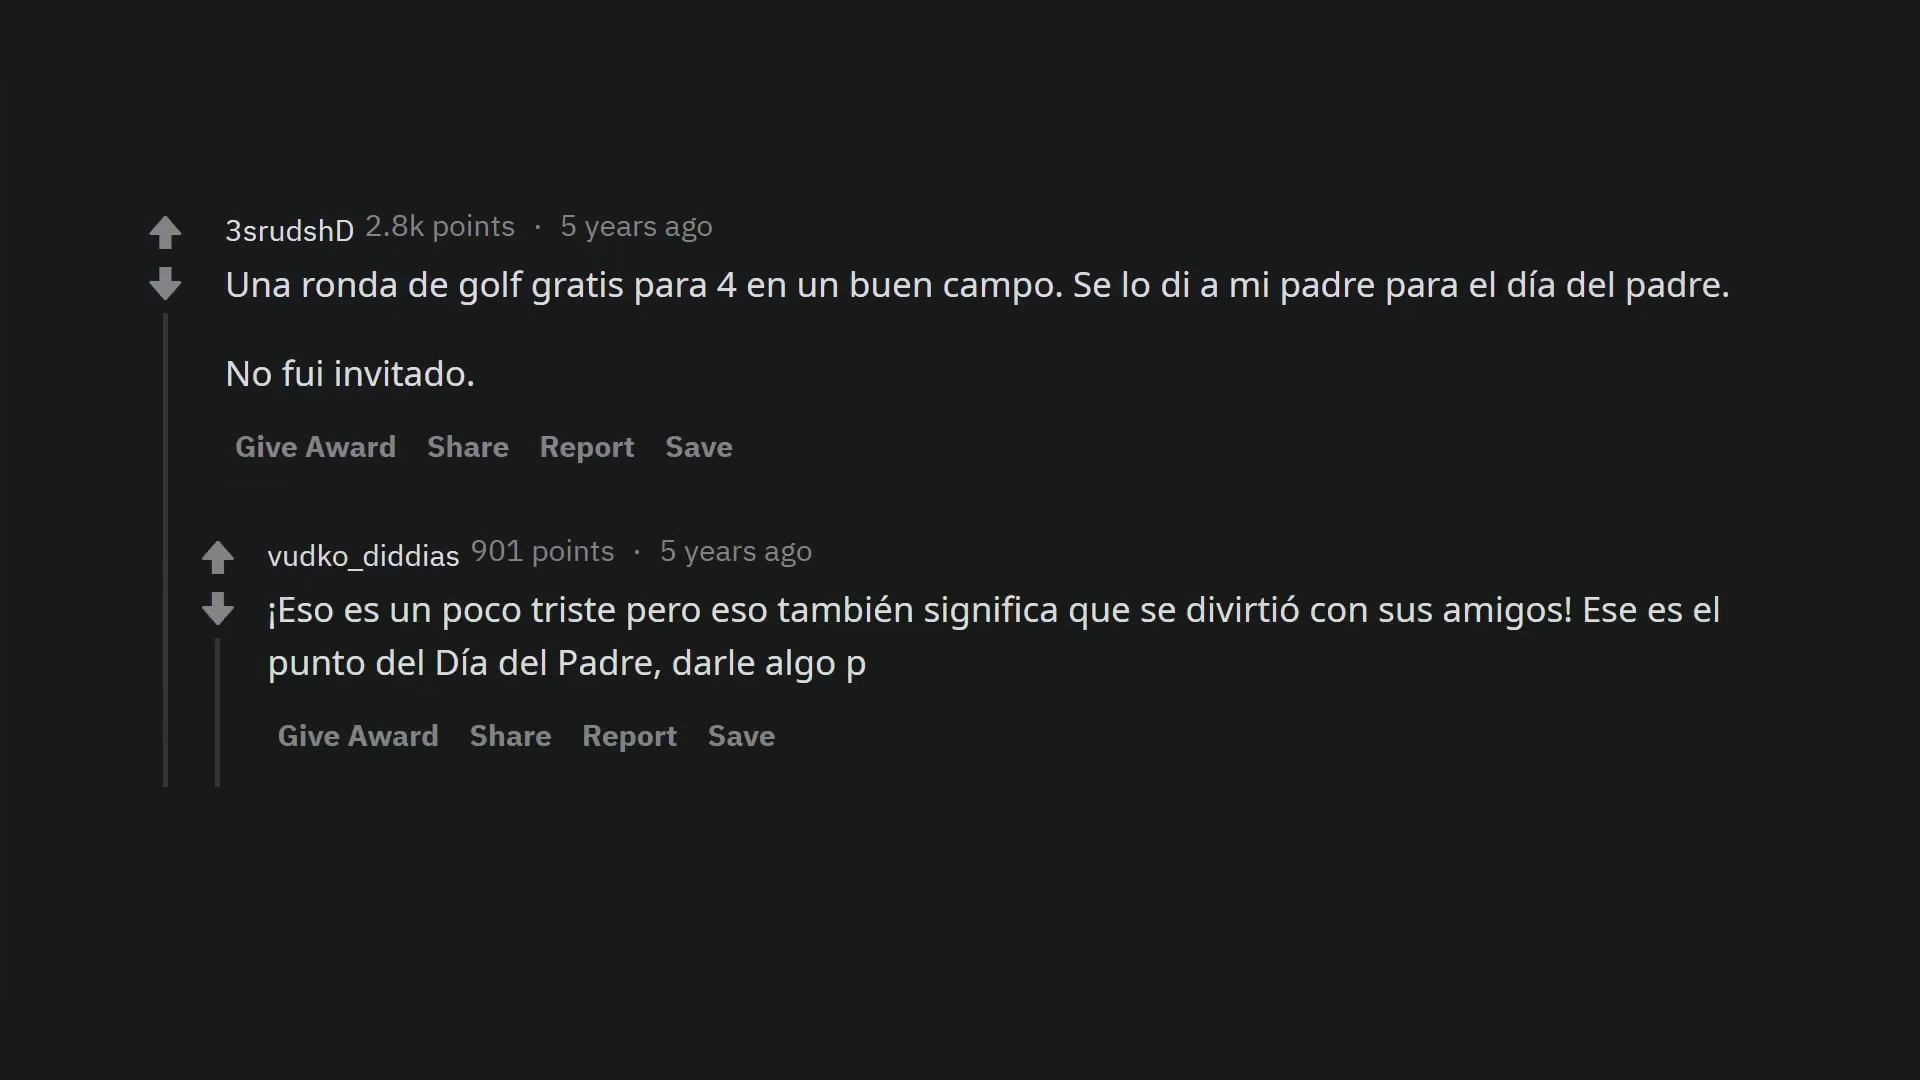 3srudshD 2.8k points · 5 years ago
Una ronda de golf gratis para 4 en un buen campo. Se lo di a mi padre para el día del padre.
No fui invitado.
Give Award Share Report Save
vudko_diddias 901 points · 5 years ago
¡Eso es un poco triste pero eso también significa que se divirtió con sus amigos! Ese es el
punto del Día del Padre, darle algo p
Give Award Share Report Save